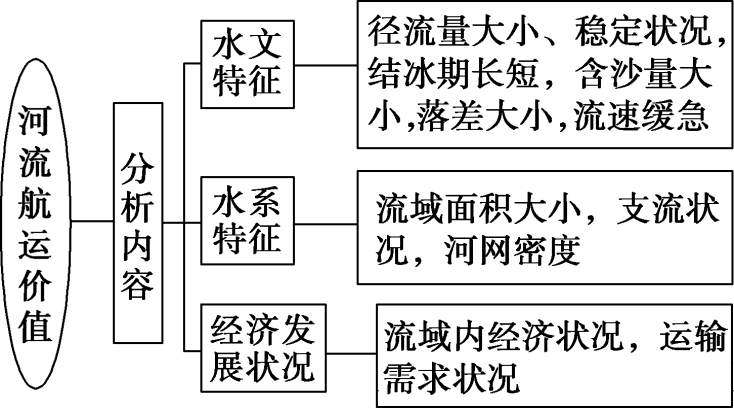 河流航运价值
分析内容
水文
特征
径流量大小、稳定状况，
结冰期长短，含沙量大
小，落差大小，流速缓急
水系
特征
流域面积大小，支流状
况，河网密度
经济发
展状况
流域内经济状况，运输
需求状况